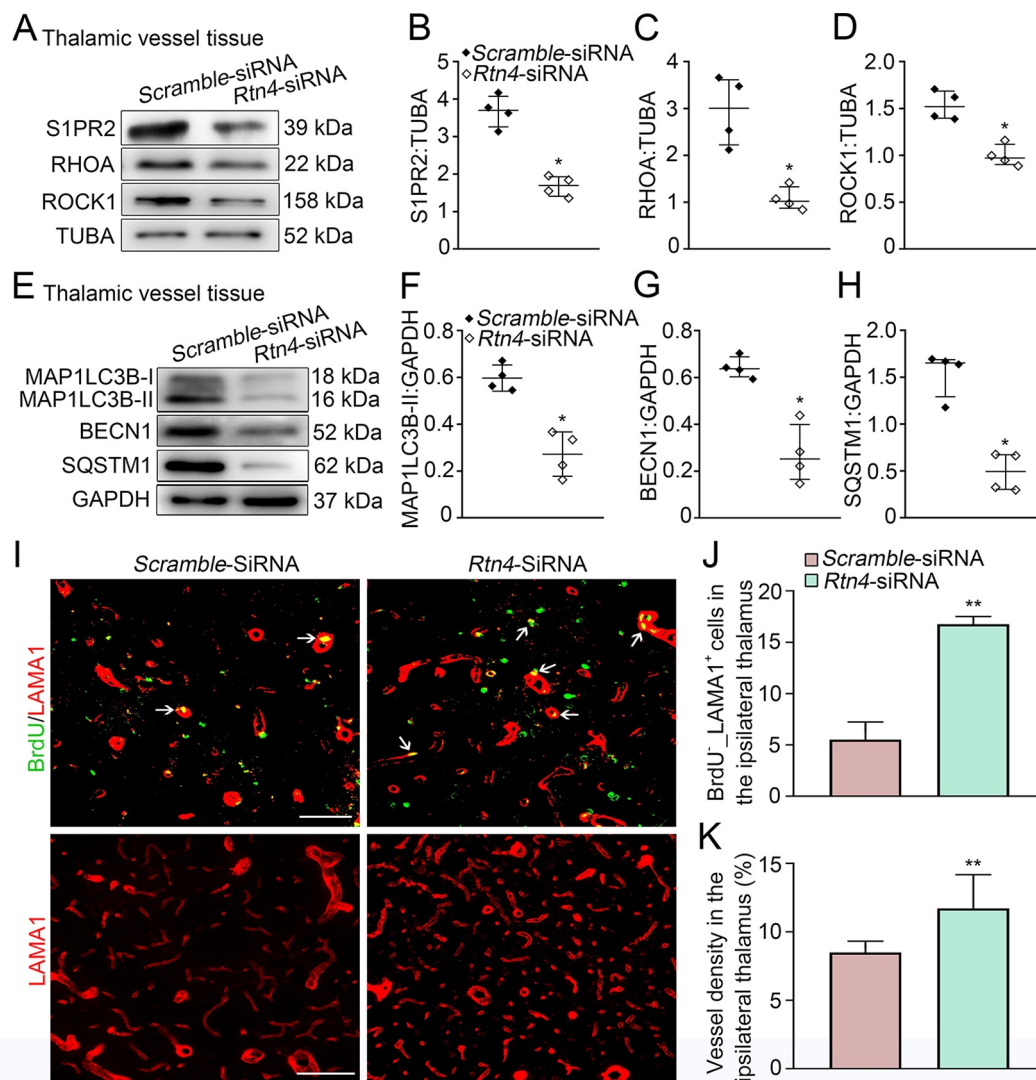 A Thalamic vessel tissue
Scramble-siRNA
Rtn4-siRNA
S1PR2
39 kDa
RHOA
22 kDa
ROCK1
158 kDa
TUBA
52 kDa
B
Scramble-siRNA
Rtn4-siRNA
S1PR2:TUBA
5
4
3
2
1
0
*
C
RHOA:TUBA
4
3
2
1
0
*
D
ROCK1:TUBA
2.0
1.5
1.0
0.5
0
*
E Thalamic vessel tissue
Scramble-siRNA
Rtn4-siRNA
MAP1LC3B-I
18 kDa
MAP1LC3B-II
16 kDa
BECN1
52 kDa
SQSTM1
62 kDa
GAPDH
37 kDa
F
Scramble-siRNA
Rtn4-siRNA
MAP1LC3B-II:GAPDH
0.8
0.6
0.4
0.2
0
*
G
BECN1:GAPDH
0.8
0.6
0.4
0.2
0
*
H
SQSTM1:GAPDH
2.0
1.5
1.0
0.5
0
*
I
Scramble-SiRNA
Rtn4-SiRNA
BrdU/LAMA1
LAMA1
J
Scramble-siRNA
Rtn4-siRNA
BrdU⁻_LAMA1⁺ cells in
the ipsilateral thalamus
20
15
10
5
0
**
K
Vessel density in the
ipsilateral thalamus (%)
15
10
5
0
**